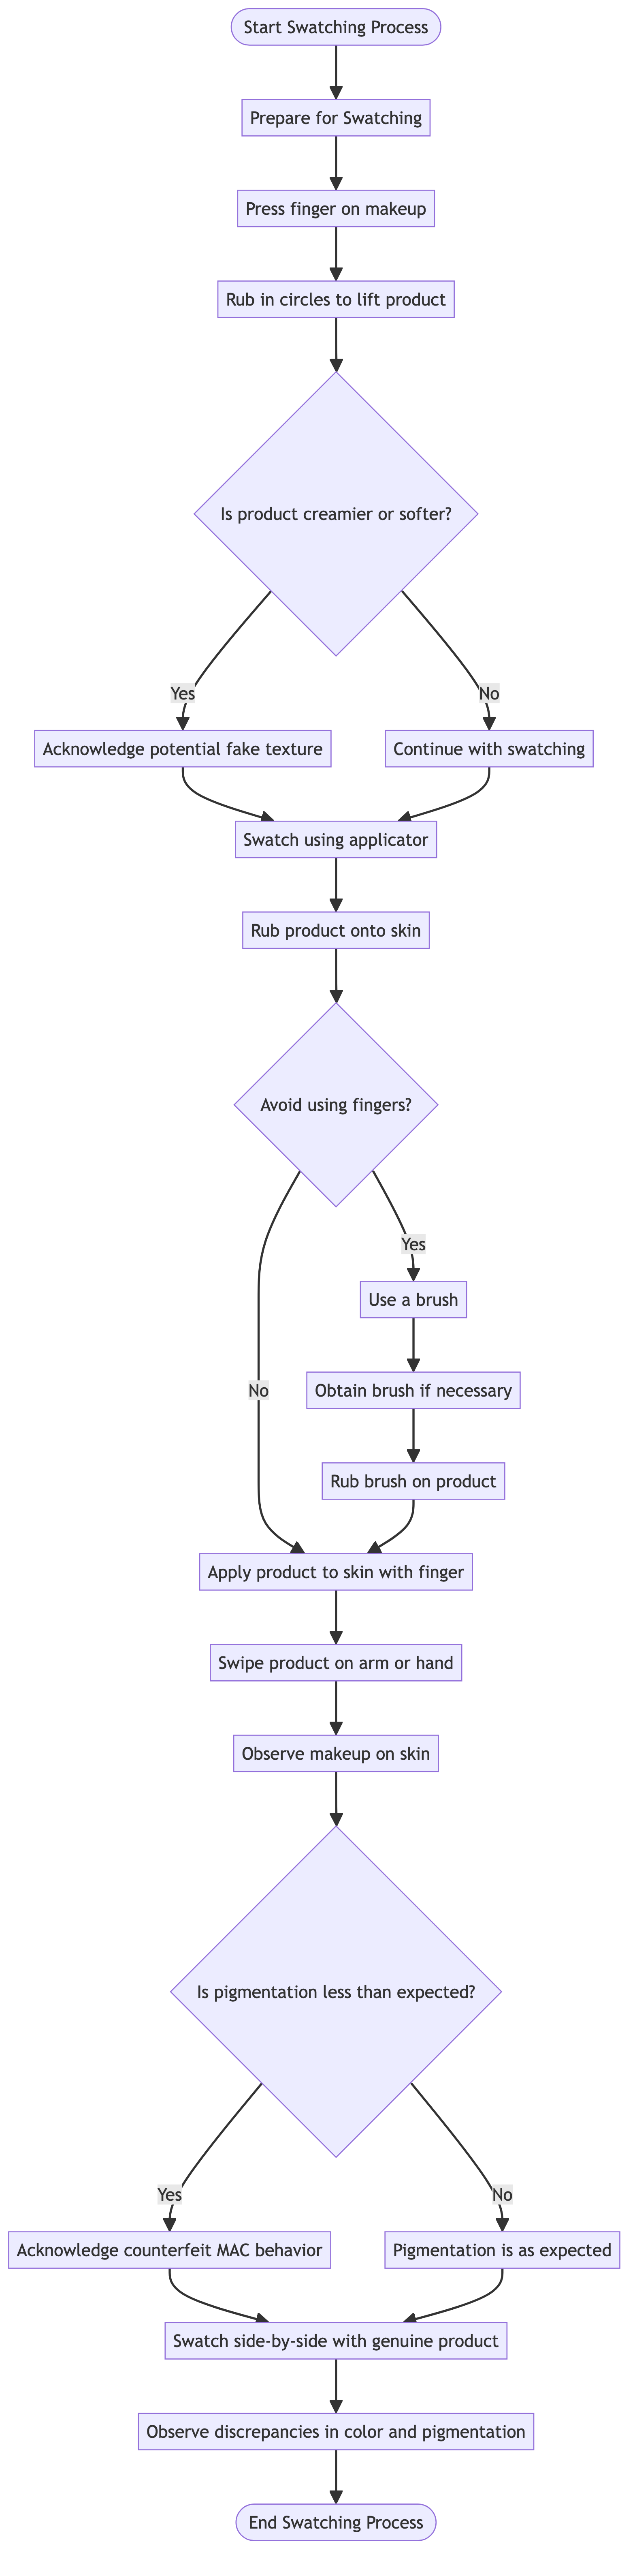 Start Swatching Process
Prepare for Swatching
Press finger on makeup
Rub in circles to lift product
Is product creamier or softer?
Yes
No
Acknowledge potential fake texture
Continue with swatching
Swatch using applicator
Rub product onto skin
Avoid using fingers?
Yes
Use a brush
No
Obtain brush if necessary
Rub brush on product
Apply product to skin with finger
Swipe product on arm or hand
Observe makeup on skin
Is pigmentation less than expected?
Yes
No
Acknowledge counterfeit MAC behavior
Pigmentation is as expected
Swatch side-by-side with genuine product
Observe discrepancies in color and pigmentation
End Swatching Process